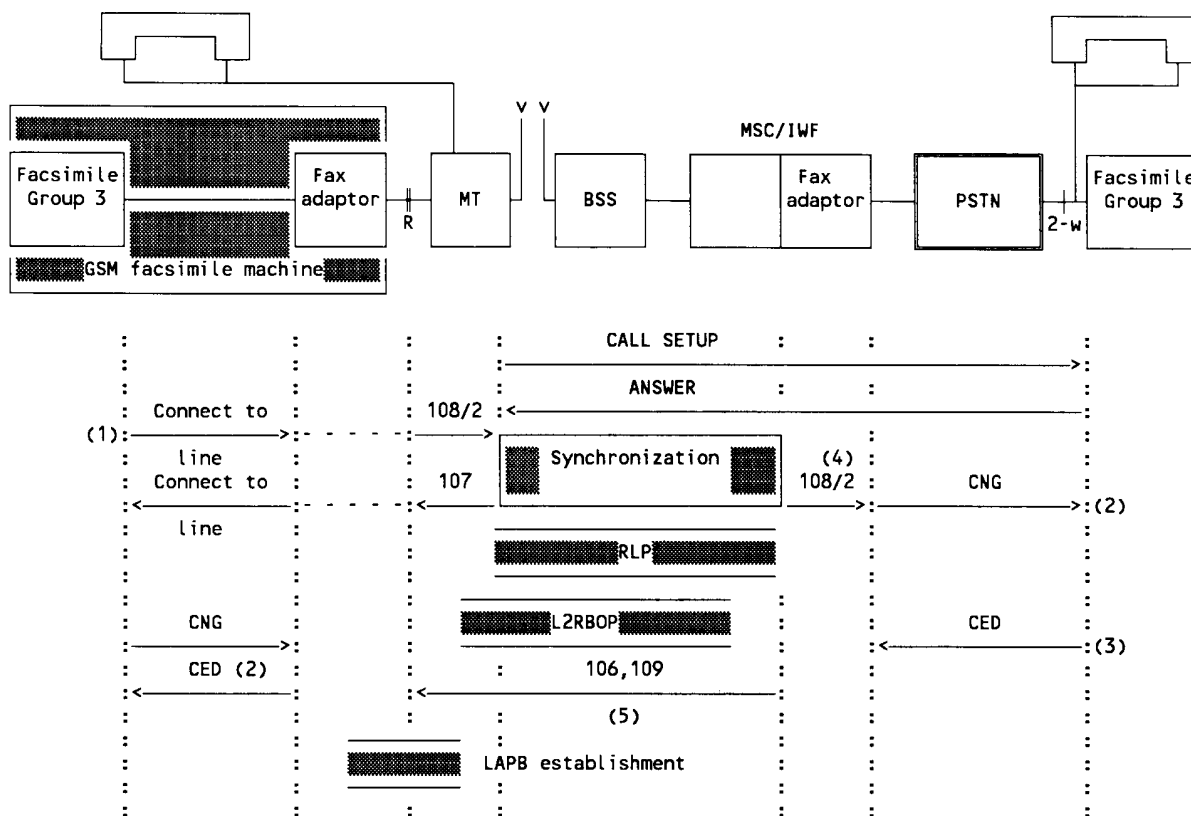 V V
MSC/IWF
Facsimile Group 3
Fax adaptor
R
MT
BSS
Fax adaptor
PSTN
2-w
Facsimile Group 3
GSM facsimile machine
CALL SETUP
ANSWER
Connect to line
108/2
(1)
Synchronization
(4)
Connect to line
107
108/2
CNG
(2)
RLP
L2RBOP
CNG
CED
(3)
CED (2)
106,109
(5)
LAPB establishment